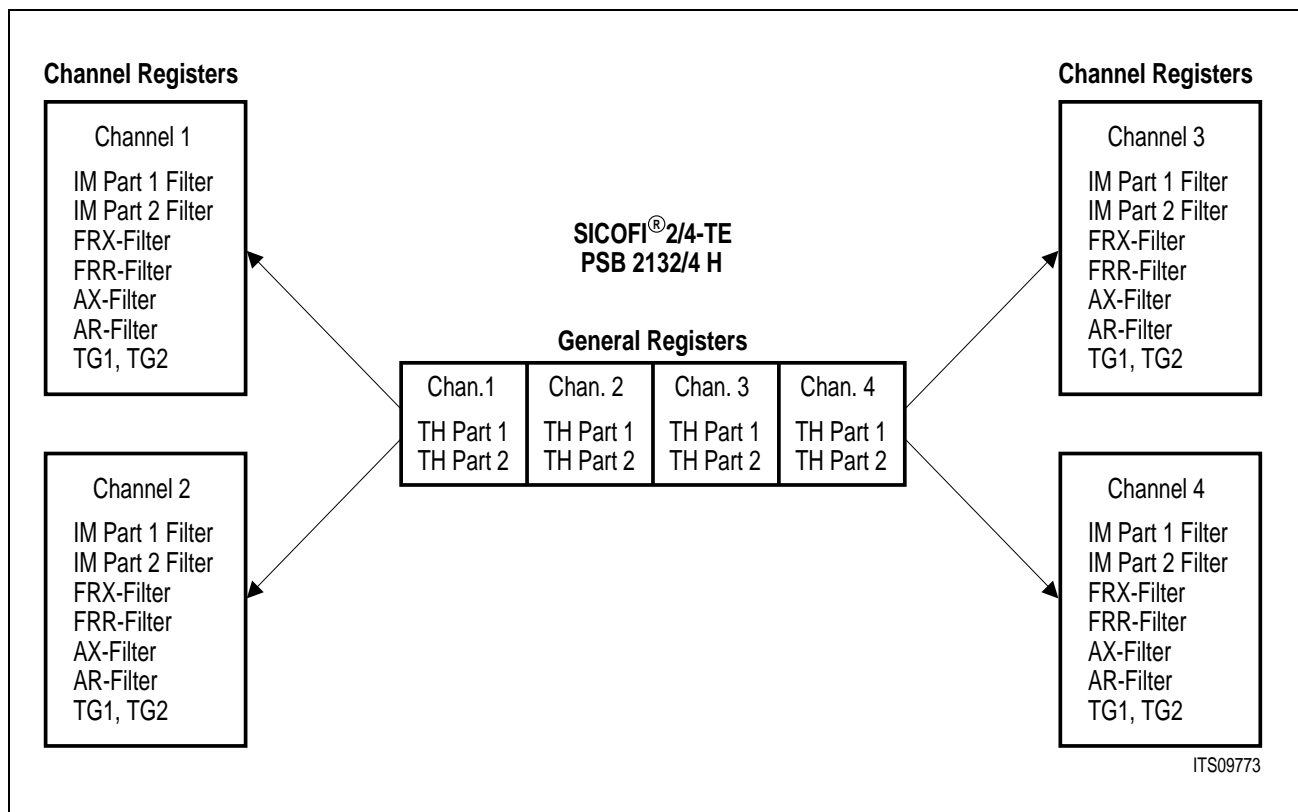 Channel Registers
Channel 1
IM Part 1 Filter
IM Part 2 Filter
FRX-Filter
FRR-Filter
AX-Filter
AR-Filter
TG1, TG2
Channel 2
IM Part 1 Filter
IM Part 2 Filter
FRX-Filter
FRR-Filter
AX-Filter
AR-Filter
TG1, TG2
SICOFI®2/4-TE
PSB 2132/4 H
General Registers
Chan.1
TH Part 1
TH Part 2
Chan. 2
TH Part 1
TH Part 2
Chan. 3
TH Part 1
TH Part 2
Chan. 4
TH Part 1
TH Part 2
Channel Registers
Channel 3
IM Part 1 Filter
IM Part 2 Filter
FRX-Filter
FRR-Filter
AX-Filter
AR-Filter
TG1, TG2
Channel 4
IM Part 1 Filter
IM Part 2 Filter
FRX-Filter
FRR-Filter
AX-Filter
AR-Filter
TG1, TG2
ITS09773